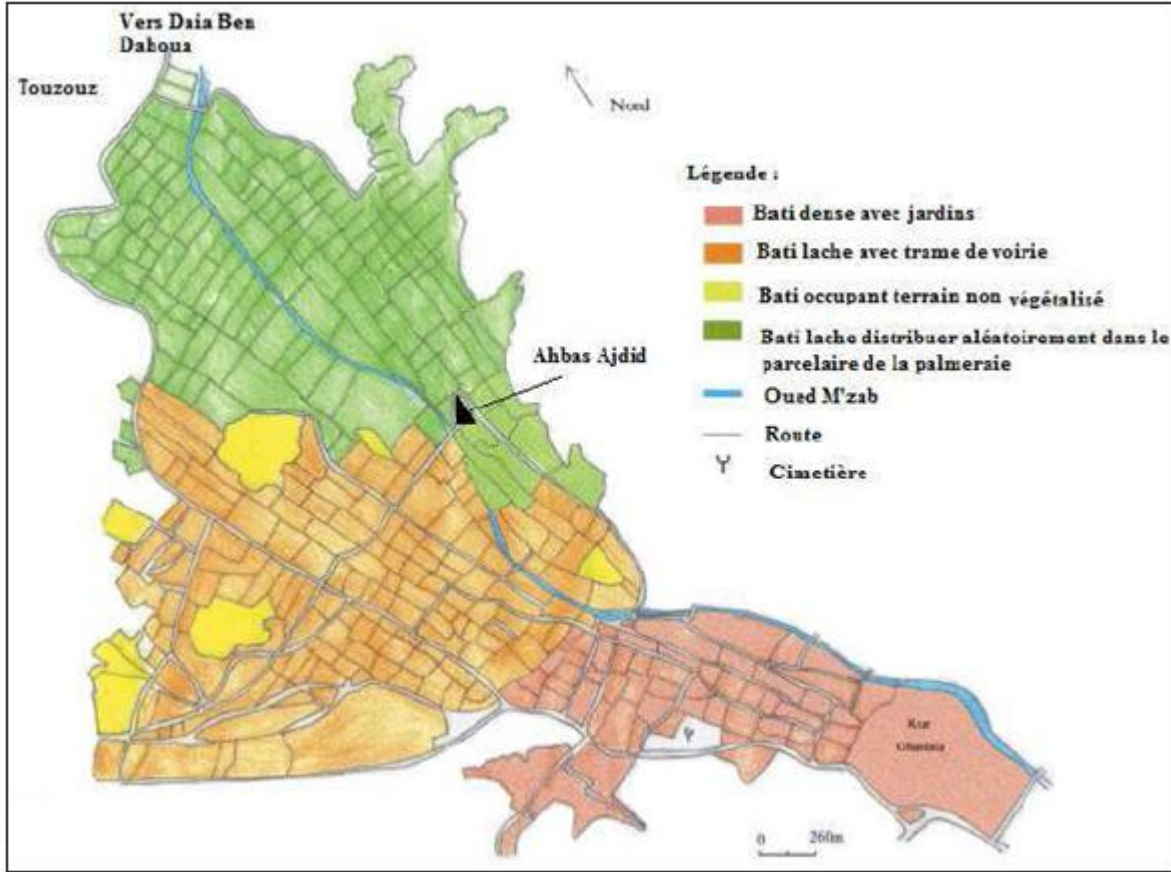 Vers Daia Ben
Dahoua
Touzouz
Nord
Légende :
Bati dense avec jardins
Bati lache avec trame de voirie
Bati occupant terrain non végétalisé
Bati lache distribuer aléatoirement dans le
parcelaire de la palmeraie
Ahbas Ajdid
Oued M'zab
Route
Cimetière
0 260m